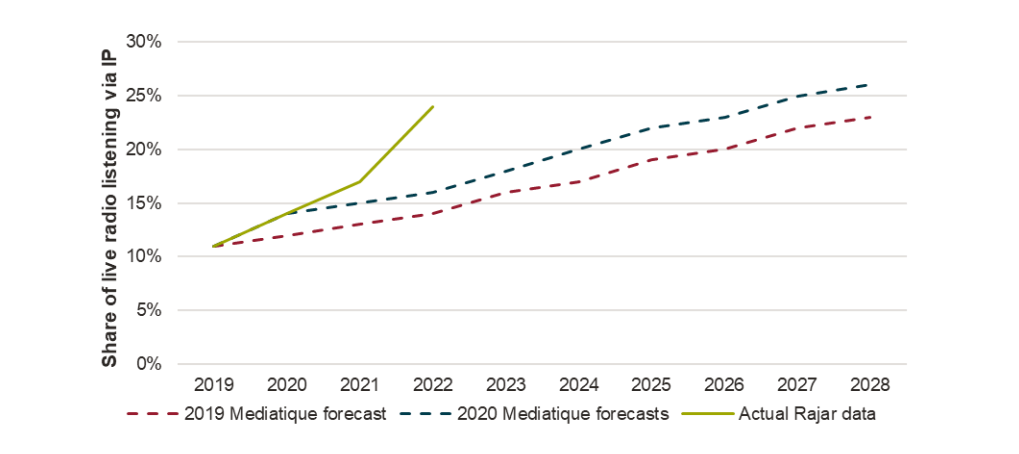 Share of live radio listening via IP
30%
25%
20%
15%
10%
5%
0%
2019 2020 2021 2022 2023 2024 2025 2026 2027 2028
2019 Mediatique forecast 2020 Mediatique forecasts Actual Rajar data